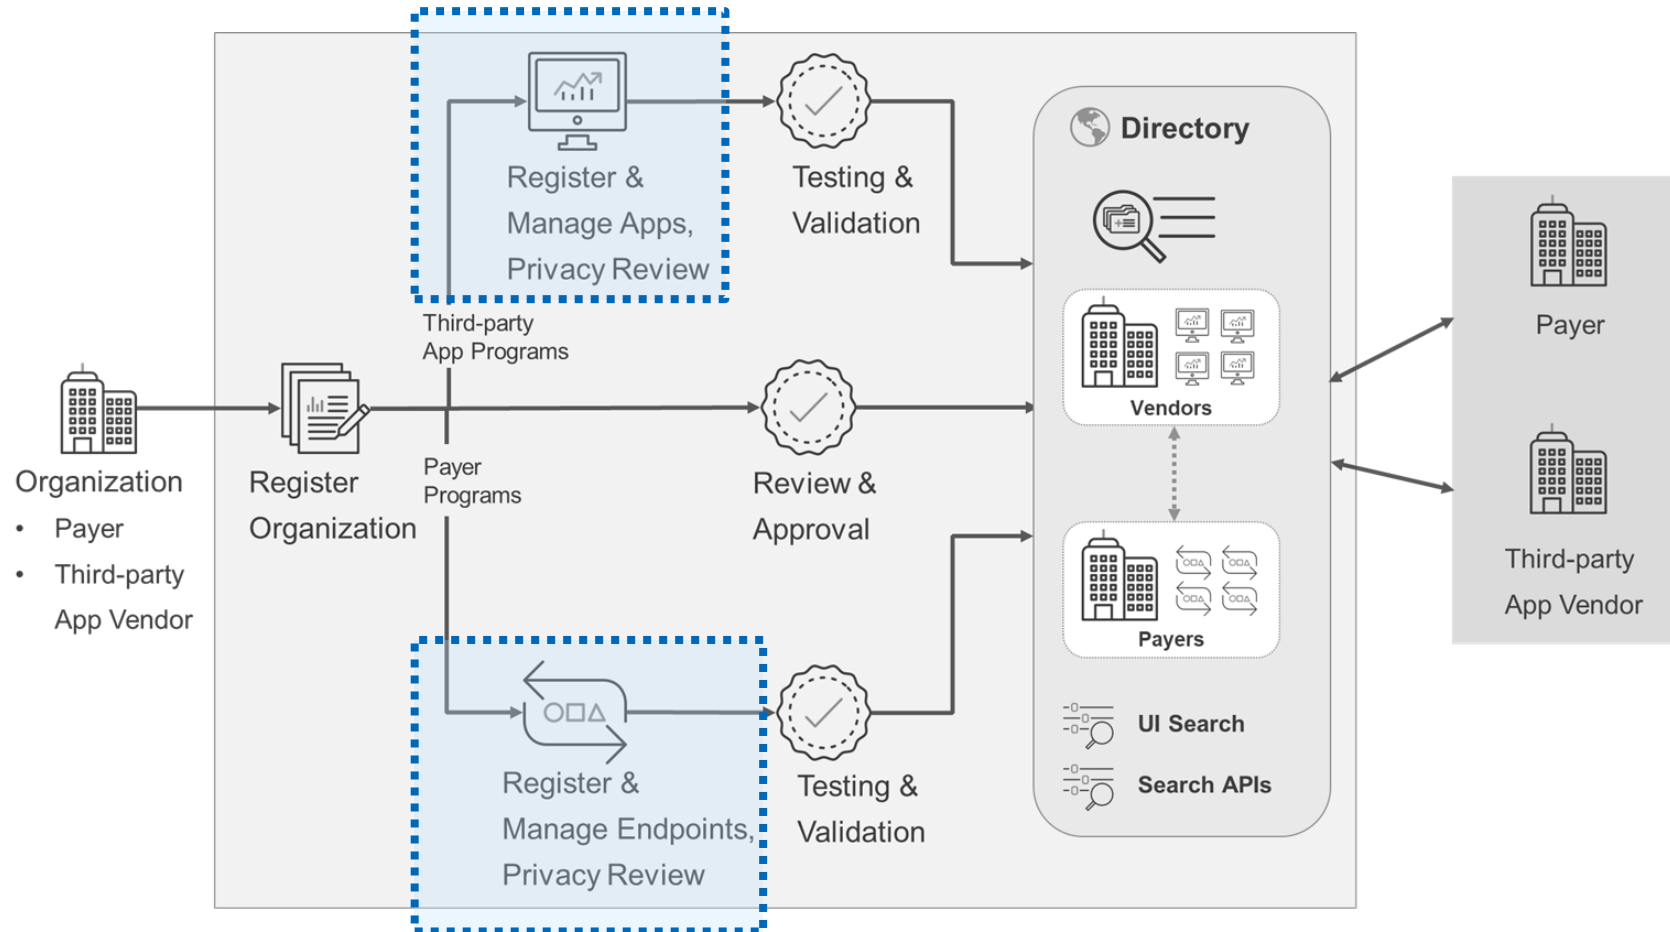 Organization
• Payer
• Third-party
App Vendor
Register
Organization
Third-party
App Programs
Payer
Programs
Register &
Manage Apps,
Privacy Review
Testing &
Validation
Review &
Approval
Register &
Manage Endpoints,
Privacy Review
Testing &
Validation
Directory
Vendors
Payers
UI Search
Search APIs
Payer
Third-party
App Vendor